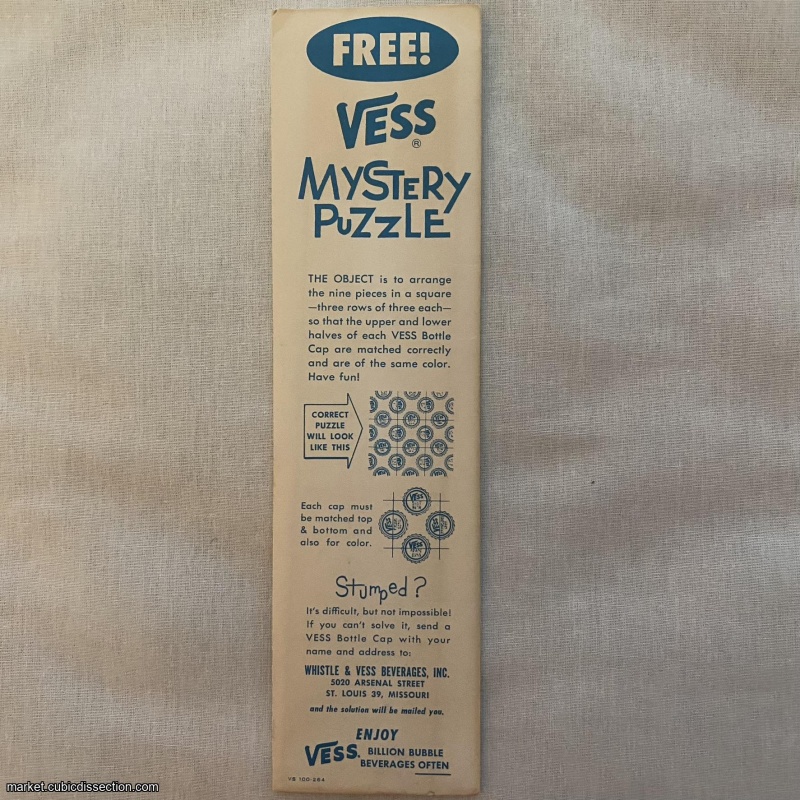 FREE!
VESS®
MYSTERY
PUZZLE
THE OBJECT is to arrange
the nine pieces in a square
—three rows of three each—
so that the upper and lower
halves of each VESS Bottle
Cap are matched correctly
and are of the same color.
Have fun!
CORRECT
PUZZLE
WILL LOOK
LIKE THIS
Each cap must
be matched top
& bottom and
also for color.
VESS
VESS
Stumped?
It's difficult, but not impossible!
If you can't solve it, send a
VESS Bottle Cap with your
name and address to:
WHISTLE & VESS BEVERAGES, INC.
5020 ARSENAL STREET
ST. LOUIS 39, MISSOURI
and the solution will be mailed you.
ENJOY
VESS. BILLION BUBBLE
BEVERAGES OFTEN
VB 100-264
market.cubicdissection.com